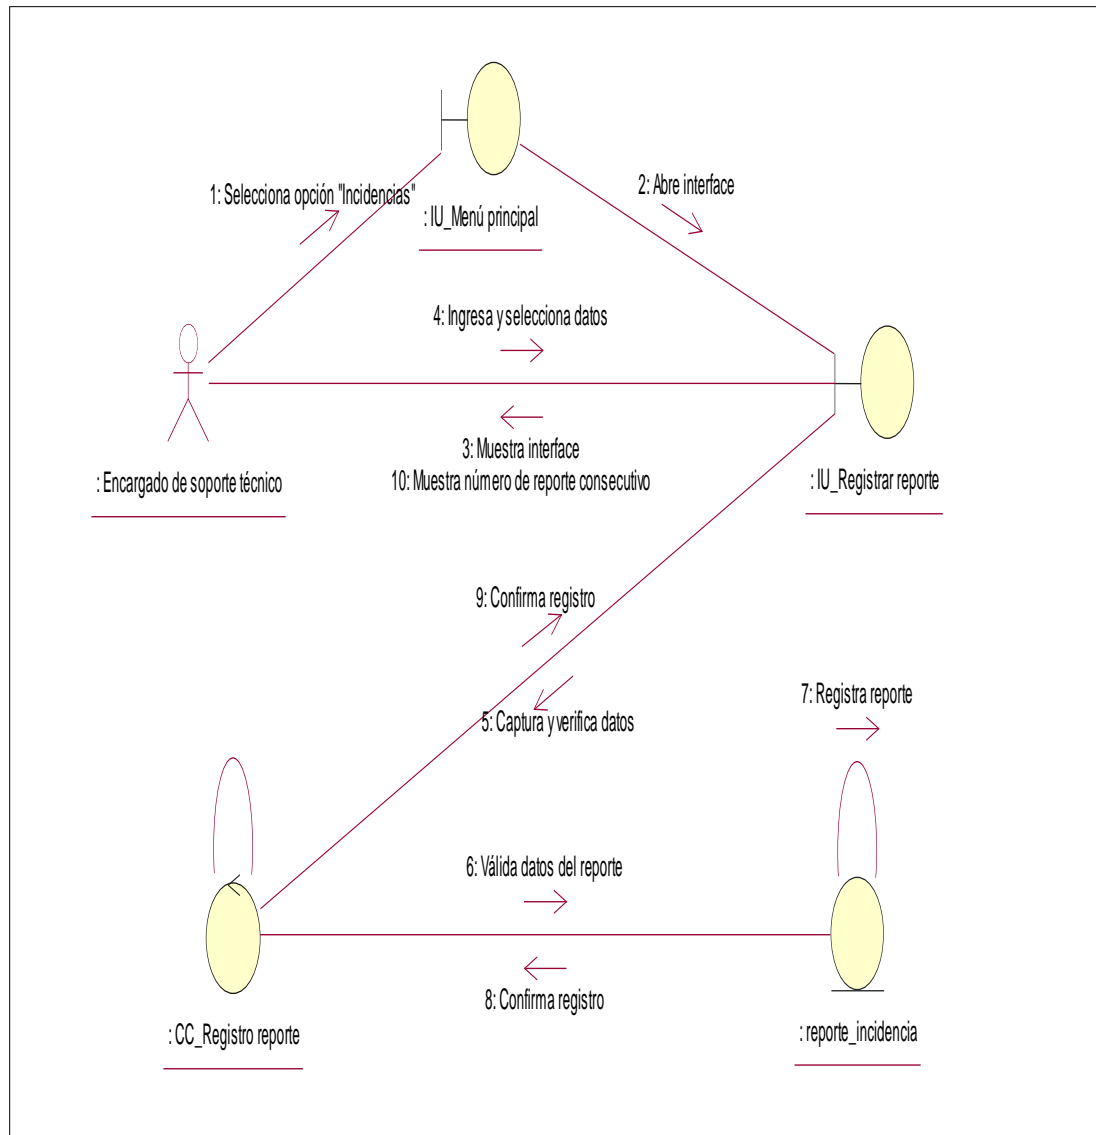 1: Selecciona opción "Incidencias"
2: Abre interface
: IU_Menú principal
4: Ingresa y selecciona datos
3: Muestra interface
10: Muestra número de reporte consecutivo
: Encargado de soporte técnico
: IU_Registrar reporte
9: Confirma registro
5: Captura y verifica datos
7: Registra reporte
6: Válida datos del reporte
8: Confirma registro
: CC_Registro reporte
: reporte_incidencia